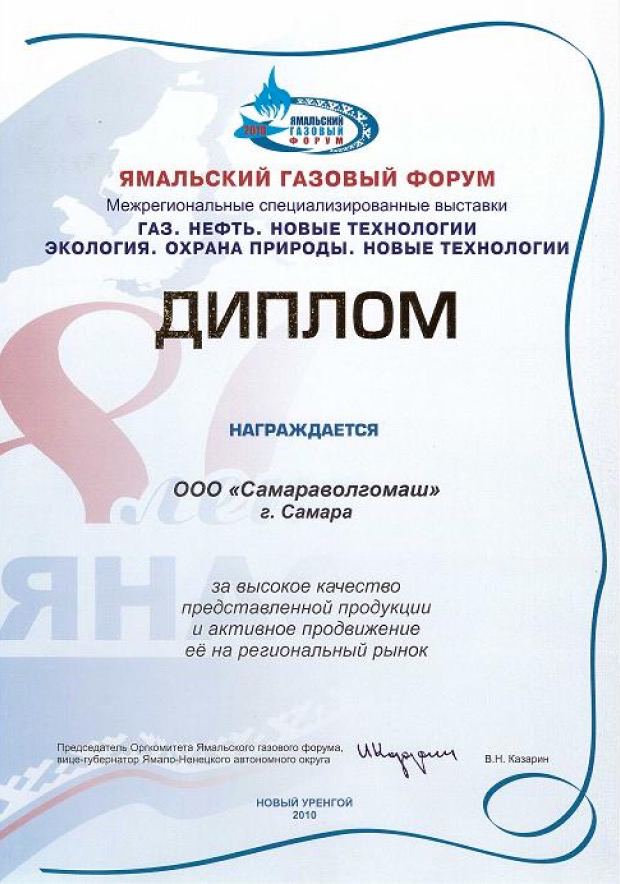 2010
ЯМАЛЬСКИЙ
ГАЗОВЫЙ
ФОРУМ
ЯМАЛЬСКИЙ ГАЗОВЫЙ ФОРУМ
Межрегиональные специализированные выставки
ГАЗ. НЕФТЬ. НОВЫЕ ТЕХНОЛОГИИ
ЭКОЛОГИЯ. ОХРАНА ПРИРОДЫ. НОВЫЕ ТЕХНОЛОГИИ
ДИПЛОМ
НАГРАЖДАЕТСЯ
ООО «Самараволгомаш»
г. Самара
лет
ЯНАО
за высокое качество
представленной продукции
и активное продвижение
её на региональный рынок
Председатель Оргкомитета Ямальского газового форума,
вице-губернатор Ямало-Ненецкого автономного округа
В.Н. Казарин
НОВЫЙ УРЕНГОЙ
2010